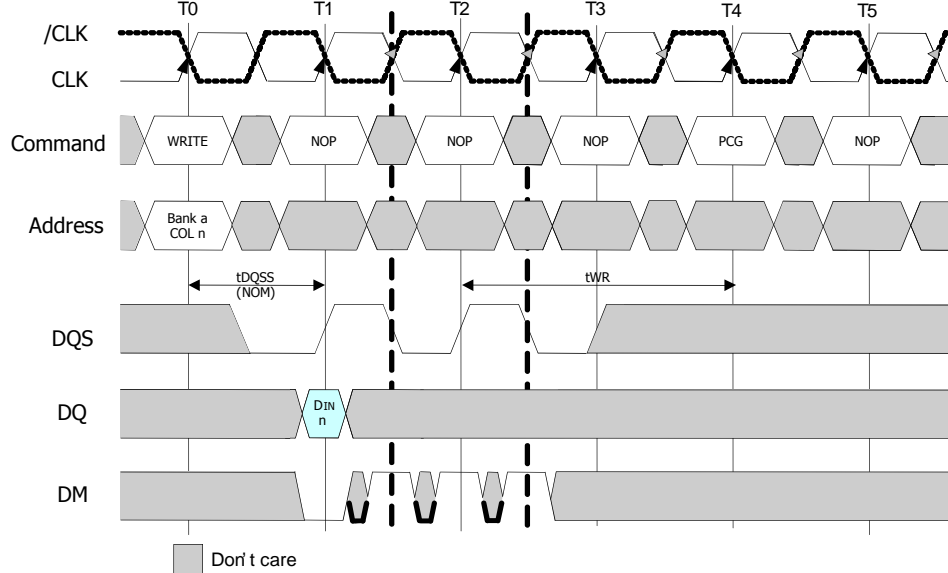 T0 T1 T2 T3 T4 T5
/CLK
CLK
Command WRITE NOP NOP NOP PCG NOP
Address Bank a
COL n
tDQSS
(NOM)
tWR
DQS
DQ DIN
n
DM
Don't care